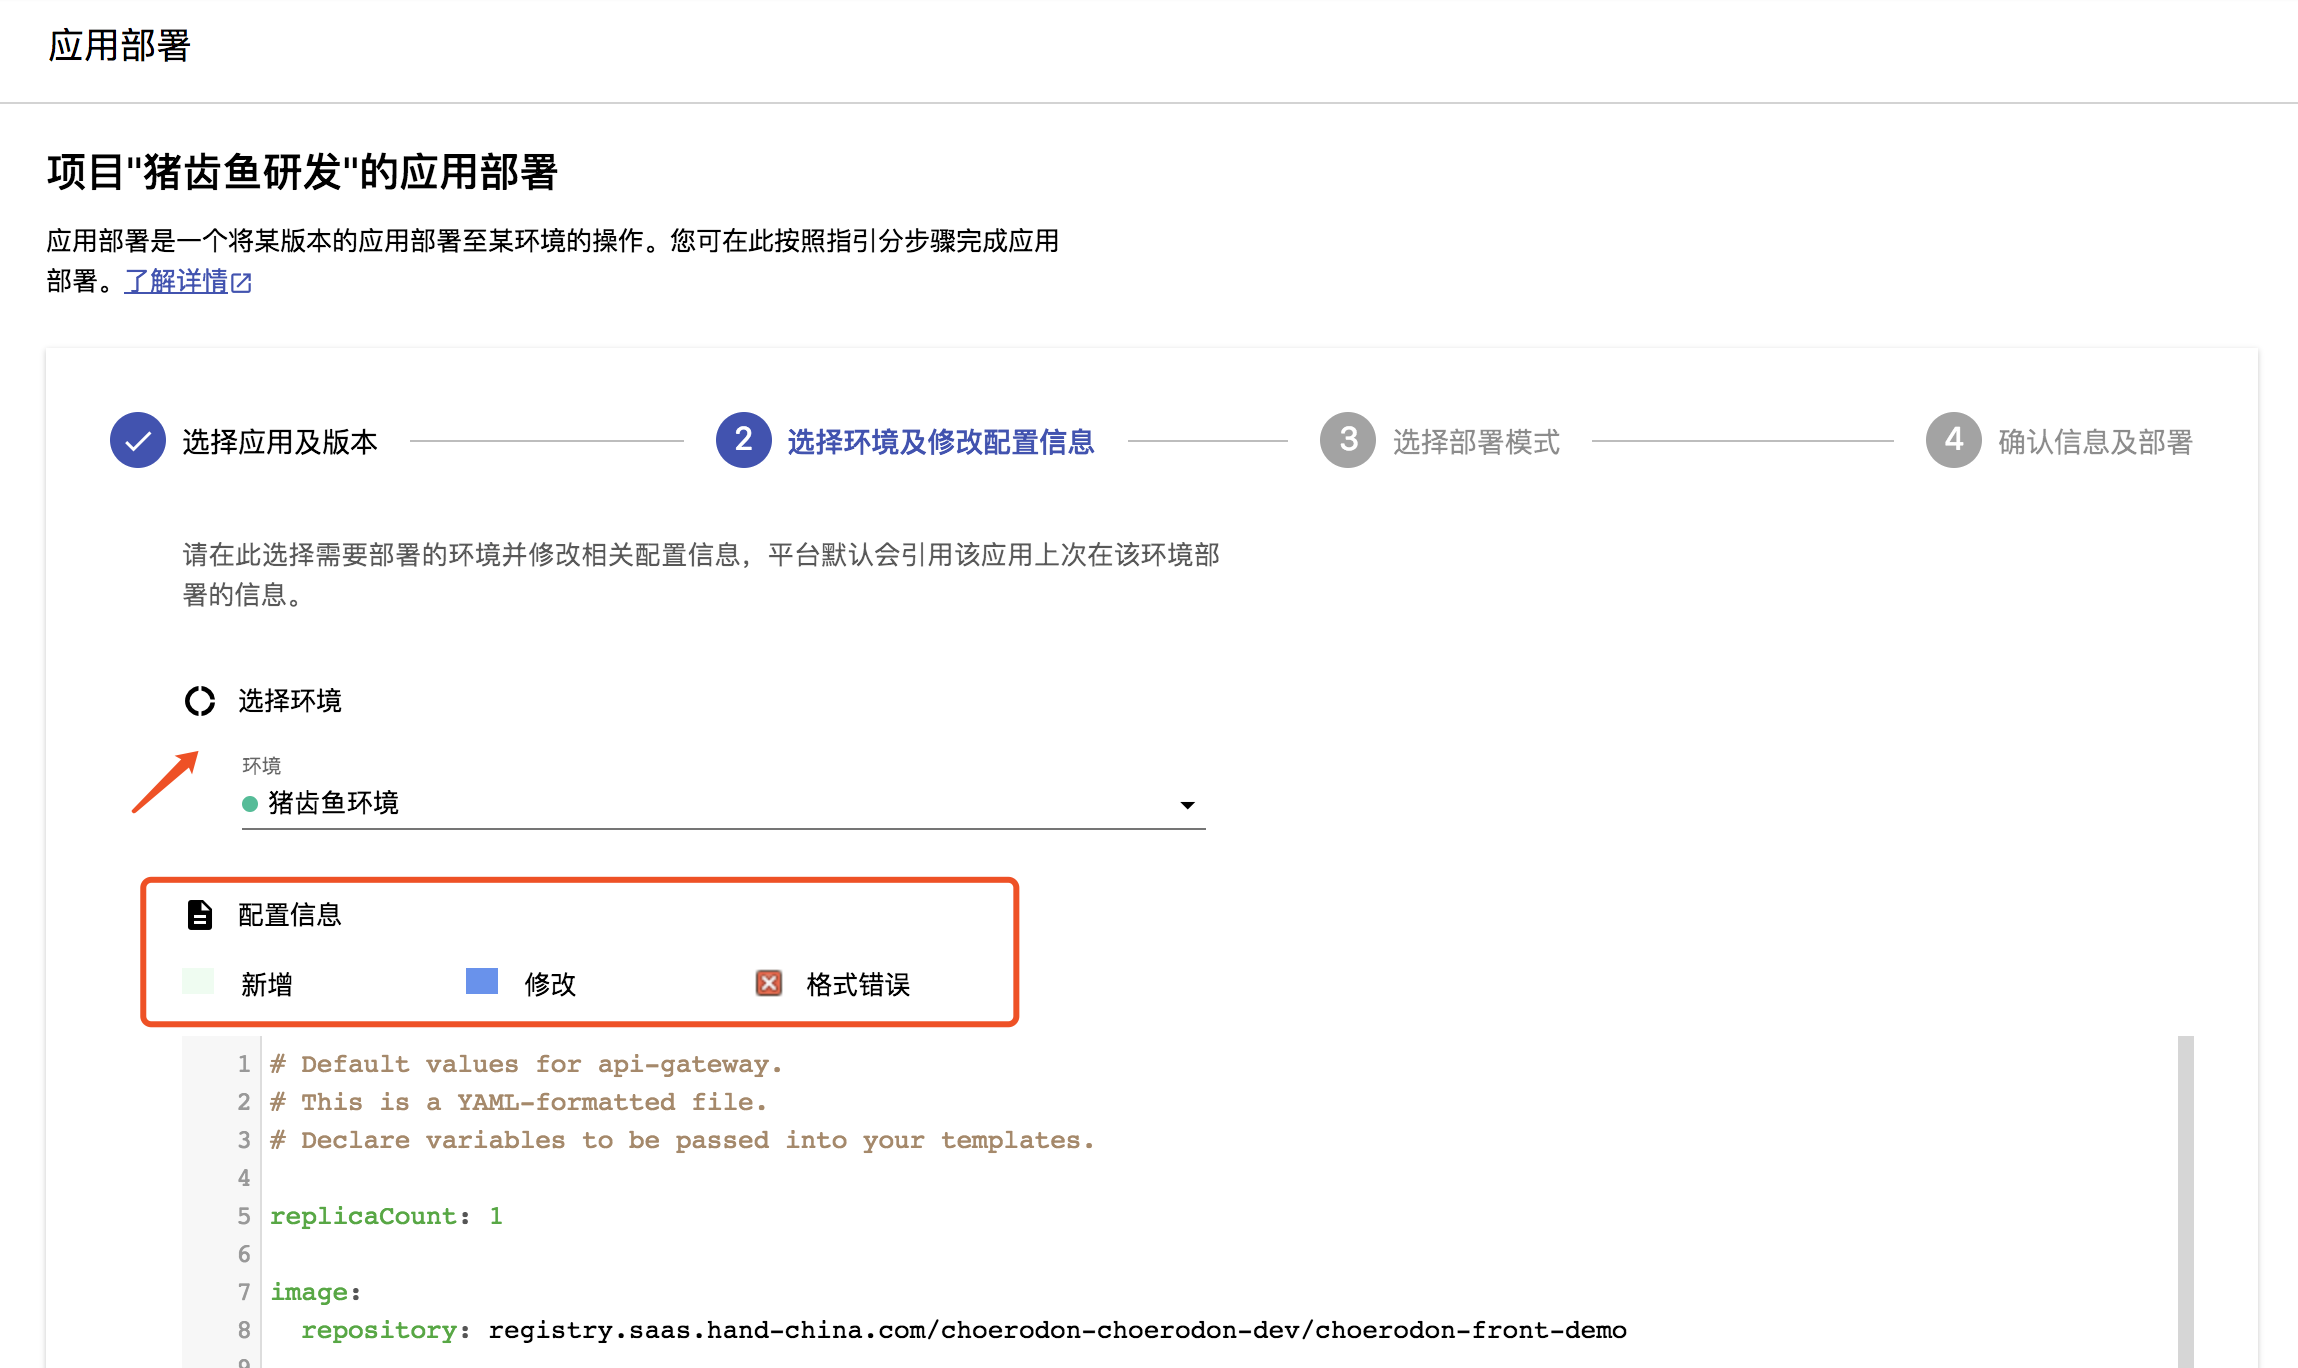 应用部署
项目"猪齿鱼研发"的应用部署
应用部署是一个将某版本的应用部署至某环境的操作。您可在此按照指引分步骤完成应用
部署。了解详情
选择应用及版本
2 选择环境及修改配置信息
3 选择部署模式
4 确认信息及部署
请在此选择需要部署的环境并修改相关配置信息，平台默认会引用该应用上次在该环境部
署的信息。
选择环境
环境
猪齿鱼环境
配置信息
新增 修改 格式错误
1 # Default values for api-gateway.
2 # This is a YAML-formatted file.
3 # Declare variables to be passed into your templates.
4
5 replicaCount: 1
6
7 image:
8   repository: registry.saas.hand-china.com/choerodon-choerodon-dev/choerodon-front-demo
9